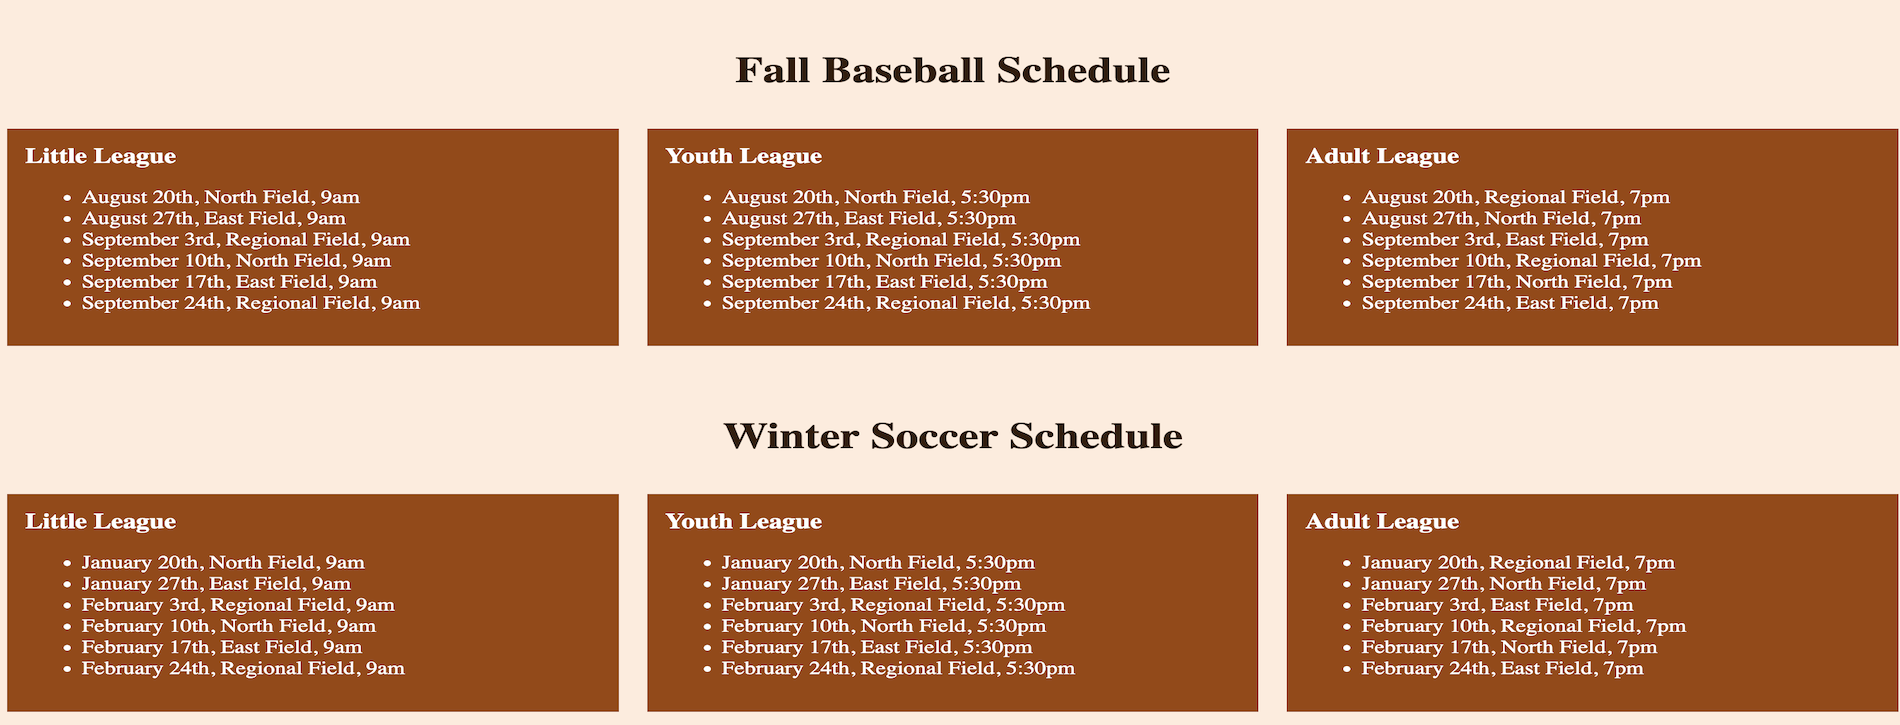 Fall Baseball Schedule
Little League
• August 20th, North Field, 9am
• August 27th, East Field, 9am
• September 3rd, Regional Field, 9am
• September 10th, North Field, 9am
• September 17th, East Field, 9am
• September 24th, Regional Field, 9am
Youth League
• August 20th, North Field, 5:30pm
• August 27th, East Field, 5:30pm
• September 3rd, Regional Field, 5:30pm
• September 10th, North Field, 5:30pm
• September 17th, East Field, 5:30pm
• September 24th, Regional Field, 5:30pm
Adult League
• August 20th, Regional Field, 7pm
• August 27th, North Field, 7pm
• September 3rd, East Field, 7pm
• September 10th, Regional Field, 7pm
• September 17th, North Field, 7pm
• September 24th, East Field, 7pm
Winter Soccer Schedule
Little League
• January 20th, North Field, 9am
• January 27th, East Field, 9am
• February 3rd, Regional Field, 9am
• February 10th, North Field, 9am
• February 17th, East Field, 9am
• February 24th, Regional Field, 9am
Youth League
• January 20th, North Field, 5:30pm
• January 27th, East Field, 5:30pm
• February 3rd, Regional Field, 5:30pm
• February 10th, North Field, 5:30pm
• February 17th, East Field, 5:30pm
• February 24th, Regional Field, 5:30pm
Adult League
• January 20th, Regional Field, 7pm
• January 27th, North Field, 7pm
• February 3rd, East Field, 7pm
• February 10th, Regional Field, 7pm
• February 17th, North Field, 7pm
• February 24th, East Field, 7pm